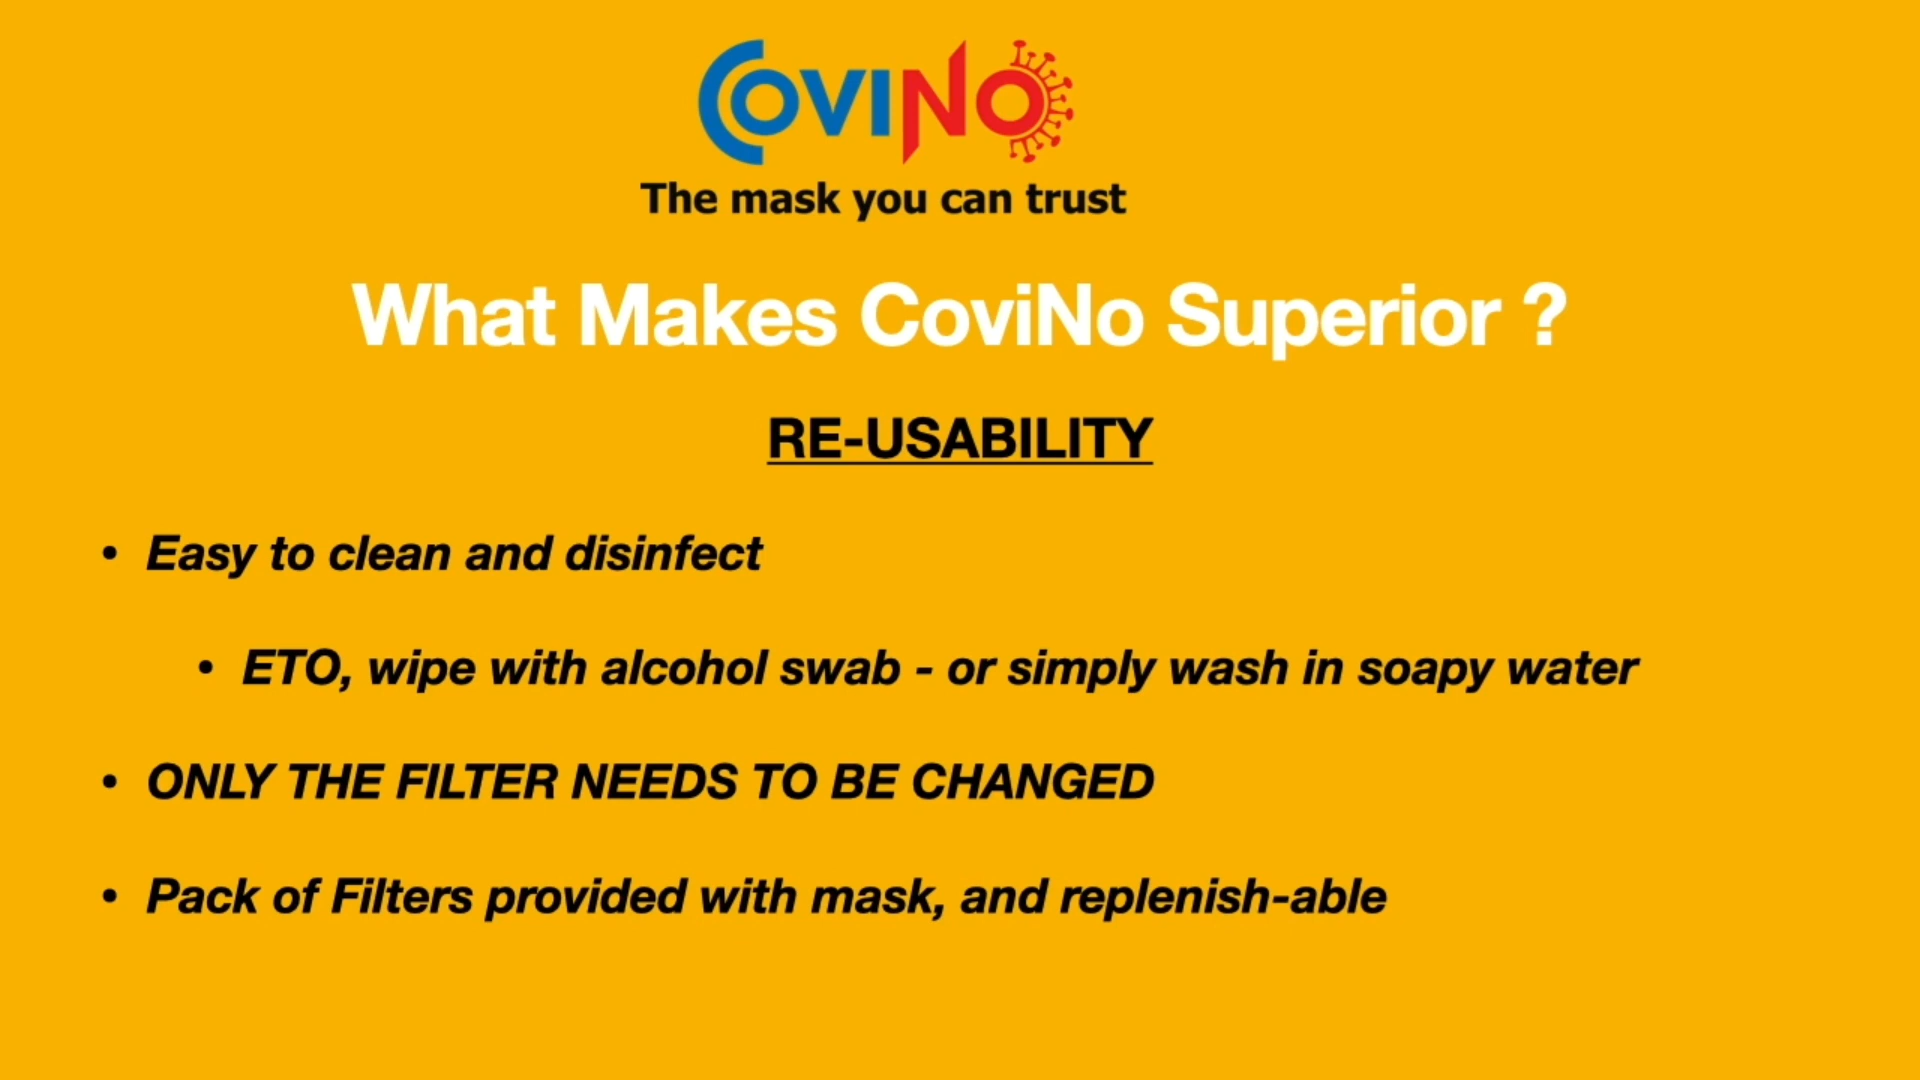 CoviNo
The mask you can trust
What Makes CoviNo Superior ?
RE-USABILITY
• Easy to clean and disinfect
• ETO, wipe with alcohol swab - or simply wash in soapy water
• ONLY THE FILTER NEEDS TO BE CHANGED
• Pack of Filters provided with mask, and replenish-able